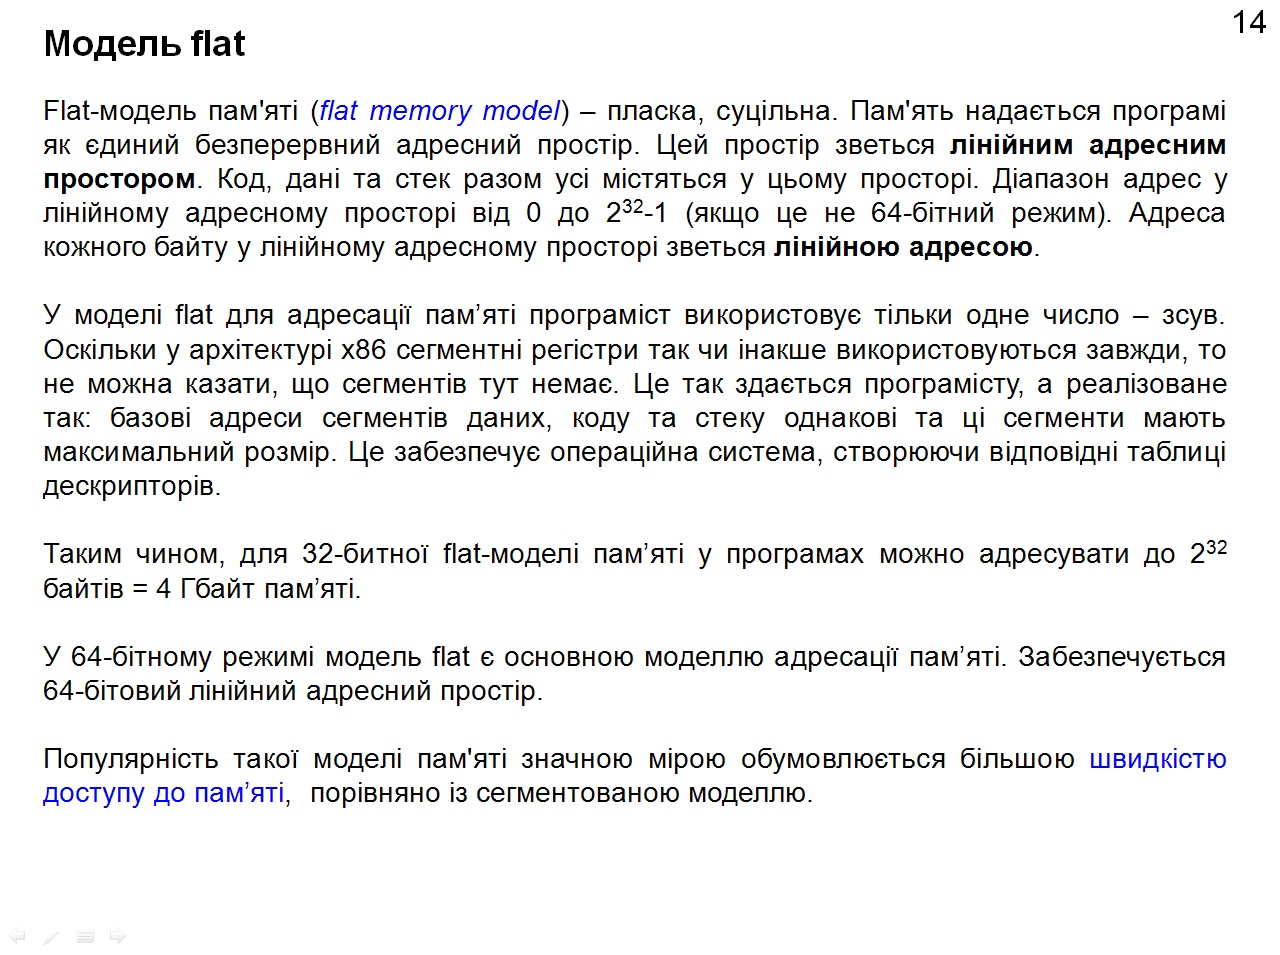 14
Модель flat
Flat-модель пам'яті (flat memory model) – пласка, суцільна. Пам'ять надається програмі
як єдиний безперервний адресний простір. Цей простір зветься лінійним адресним
простором. Код, дані та стек разом усі містяться у цьому просторі. Діапазон адрес у
лінійному адресному просторі від 0 до 2³²-1 (якщо це не 64-бітний режим). Адреса
кожного байту у лінійному адресному просторі зветься лінійною адресою.
У моделі flat для адресації пам’яті програміст використовує тільки одне число – зсув.
Оскільки у архітектурі x86 сегментні регістри так чи інакше використовуються завжди, то
не можна казати, що сегментів тут немає. Це так здається програмісту, а реалізоване
так: базові адреси сегментів даних, коду та стеку однакові та ці сегменти мають
максимальний розмір. Це забезпечує операційна система, створюючи відповідні таблиці
дескрипторів.
Таким чином, для 32-битної flat-моделі пам’яті у програмах можно адресувати до 2³²
байтів = 4 Гбайт пам’яті.
У 64-бітному режимі модель flat є основною моделлю адресації пам’яті. Забезпечується
64-бітовий лінійний адресний простір.
Популярність такої моделі пам'яті значною мірою обумовлюється більшою швидкістю
доступу до пам’яті, порівняно із сегментованою моделлю.